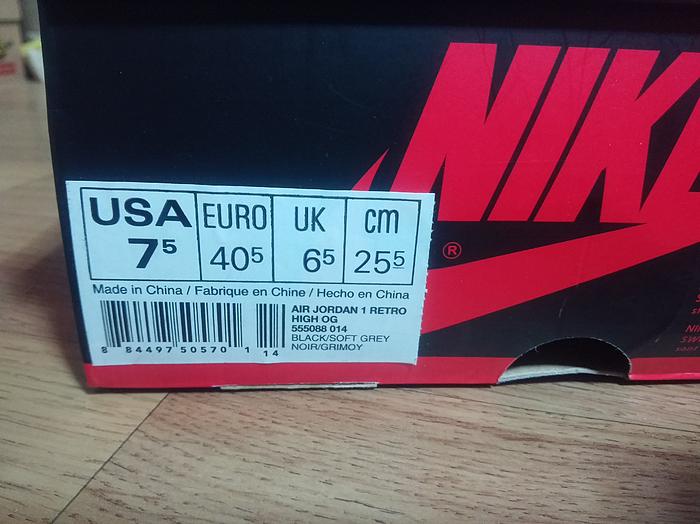 NIK
®
USA EURO UK cm
7⁵ 40⁵ 6⁵ 25⁵
Made in China / Fabrique en Chine / Hecho en China
AIR JORDAN 1 RETRO
HIGH OG
555088 014
BLACK/SOFT GREY
NOIR/GRIMOY
8 84497 50570 1 14